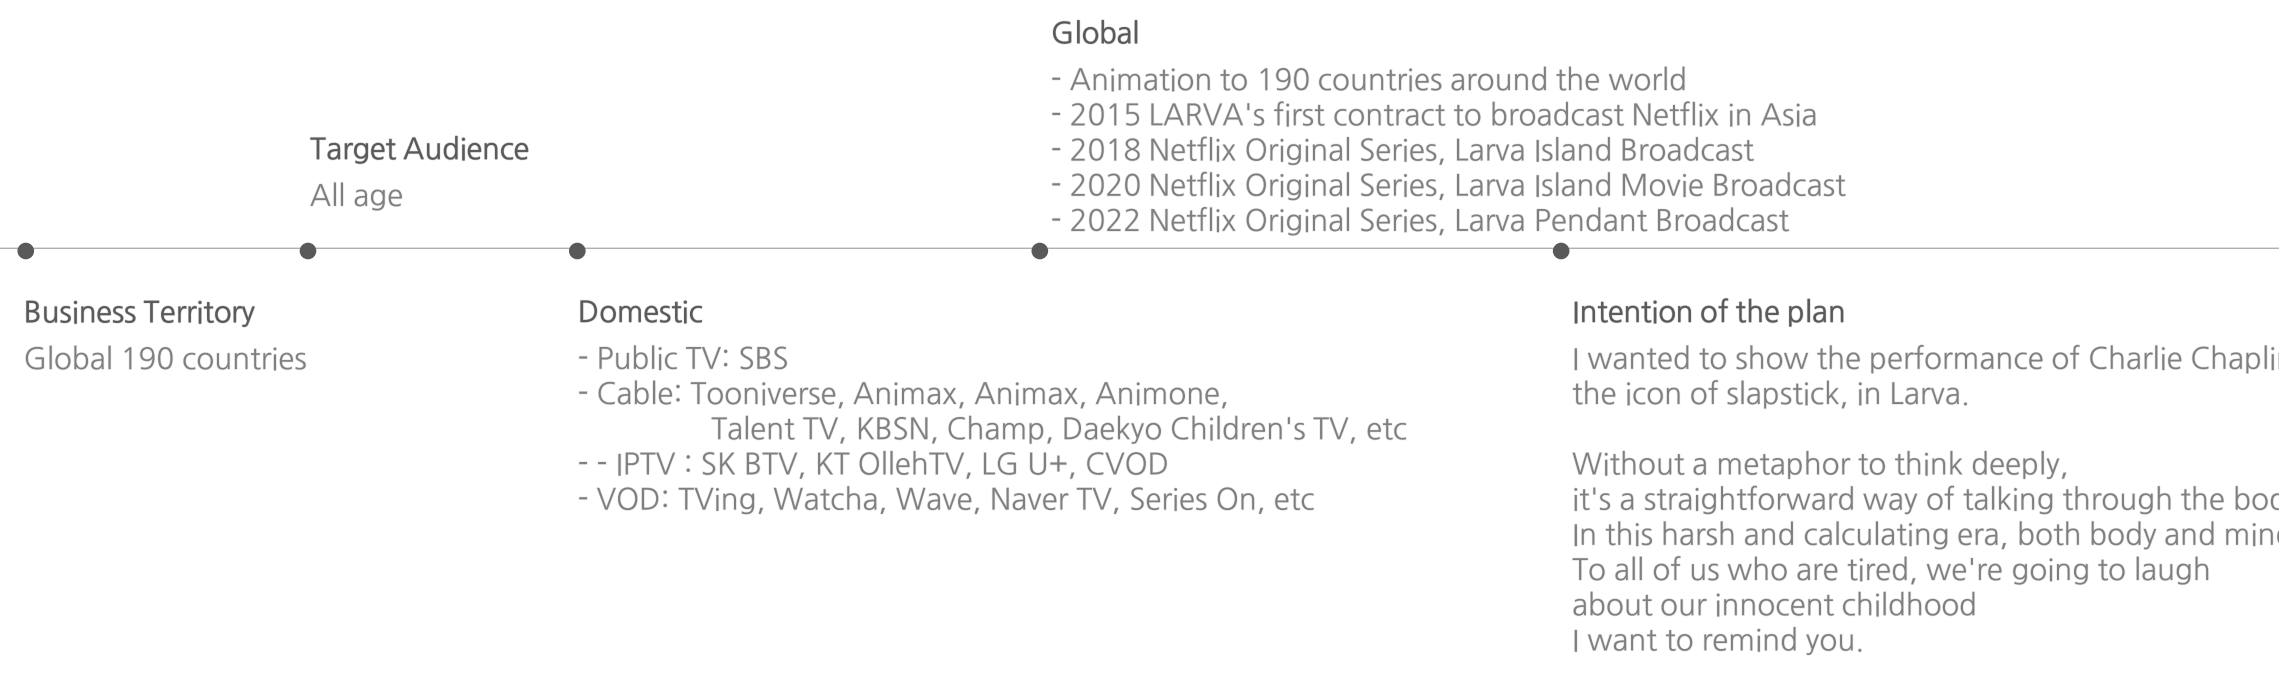 Global
- Animation to 190 countries around the world
- 2015 LARVA's first contract to broadcast Netflix in Asia
- 2018 Netflix Original Series, Larva Island Broadcast
- 2020 Netflix Original Series, Larva Island Movie Broadcast
- 2022 Netflix Original Series, Larva Pendant Broadcast
Target Audience
All age
Business Territory
Global 190 countries
Domestic
- Public TV: SBS
- Cable: Tooniverse, Animax, Animax, Animone,
Talent TV, KBSN, Champ, Daekyo Children's TV, etc
- - IPTV : SK BTV, KT OllehTV, LG U+, CVOD
- VOD: TVing, Watcha, Wave, Naver TV, Series On, etc
Intention of the plan
I wanted to show the performance of Charlie
the icon of slapstick, in Larva.
Without a metaphor to think deeply,
it's a straightforward way of talking through the
In this harsh and calculating era, both body and
To all of us who are tired, we're going to laugh
about our innocent childhood
I want to remind you.